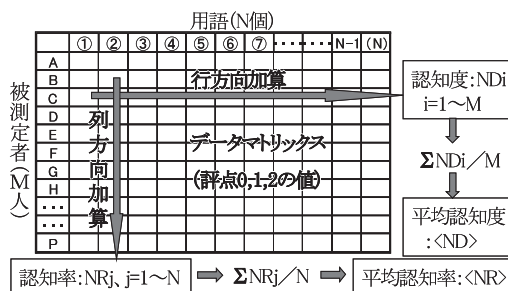 用語(N個)
① ② ③ ④ ⑤ ⑥ ⑦ ‥‥‥‥ N-1 (N)
被測定者(M人)
A
B
C
D
E
F
G
H
…
…
P
行方向加算
列方向加算
データマトリックス
(評点0,1,2の値)
認知度:NDi
i=1～M
ΣNDi／M
平均認知度
:<ND>
認知率:NRj、j=1～N
ΣNRj／N
平均認知率:<NR>